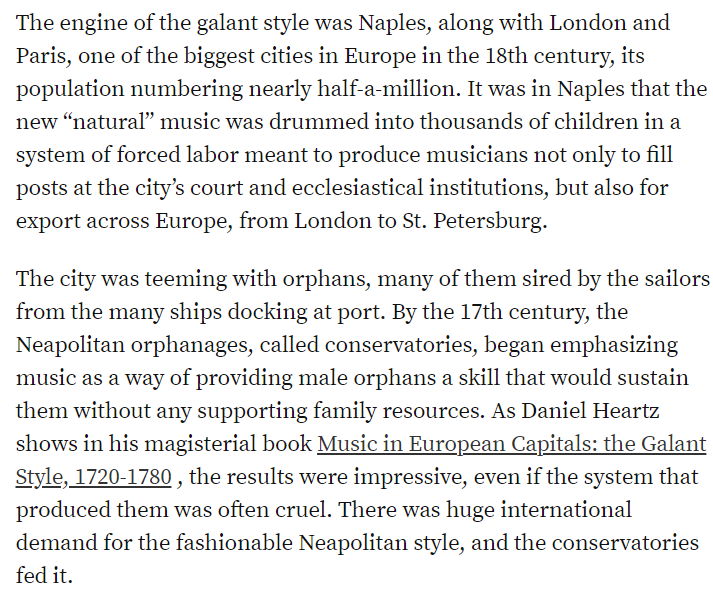 The engine of the galant style was Naples, along with London and
Paris, one of the biggest cities in Europe in the 18th century, its
population numbering nearly half-a-million. It was in Naples that the
new “natural” music was drummed into thousands of children in a
system of forced labor meant to produce musicians not only to fill
posts at the city’s court and ecclesiastical institutions, but also for
export across Europe, from London to St. Petersburg.
The city was teeming with orphans, many of them sired by the sailors
from the many ships docking at port. By the 17th century, the
Neapolitan orphanages, called conservatories, began emphasizing
music as a way of providing male orphans a skill that would sustain
them without any supporting family resources. As Daniel Heartz
shows in his magisterial book Music in European Capitals: the Galant
Style, 1720-1780 , the results were impressive, even if the system that
produced them was often cruel. There was huge international
demand for the fashionable Neapolitan style, and the conservatories
fed it.